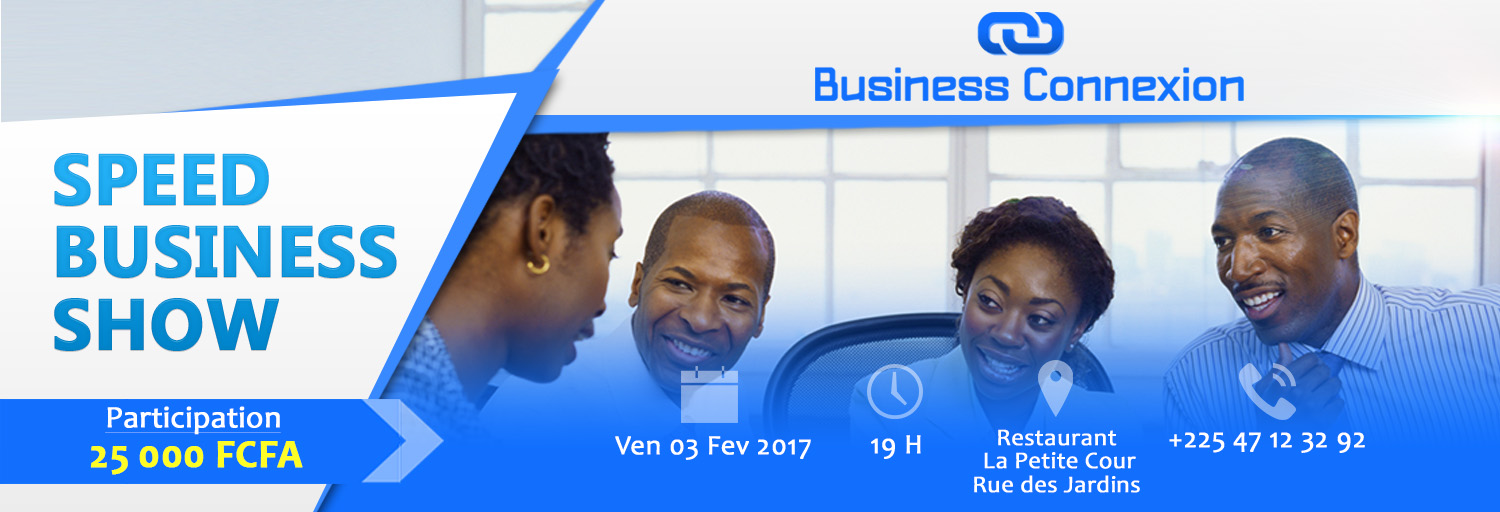 Business Connexion
SPEED
BUSINESS
SHOW
Participation
25 000 FCFA
Ven 03 Fev 2017
19 H
Restaurant
La Petite Cour
Rue des Jardins
+225 47 12 32 92